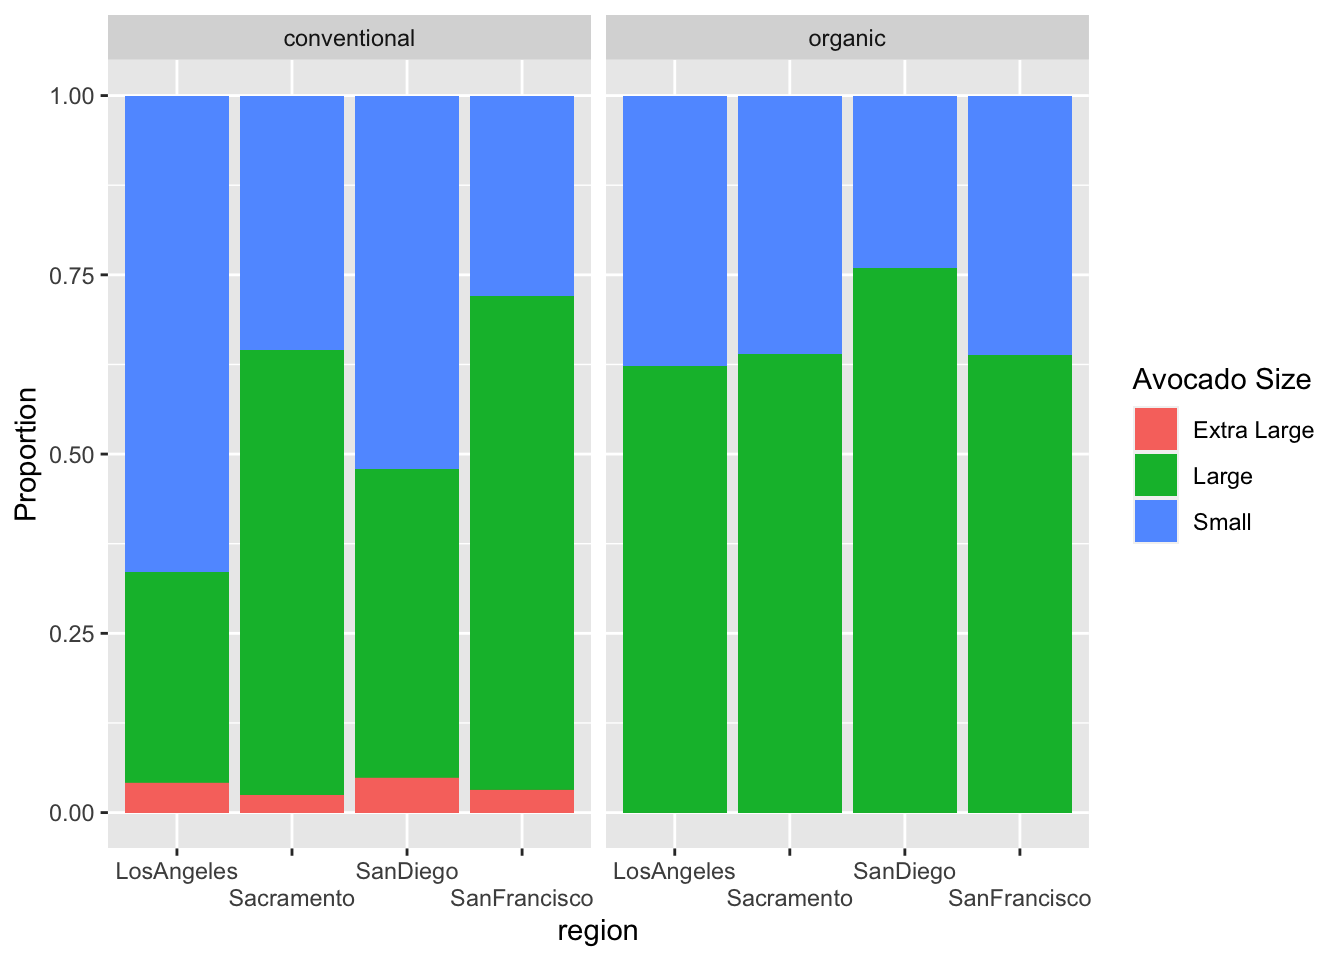 conventional
organic
1.00
0.75
0.50
0.25
0.00
Proportion
LosAngeles
Sacramento
SanDiego
SanFrancisco
LosAngeles
Sacramento
SanDiego
SanFrancisco
region
Avocado Size
Extra Large
Large
Small